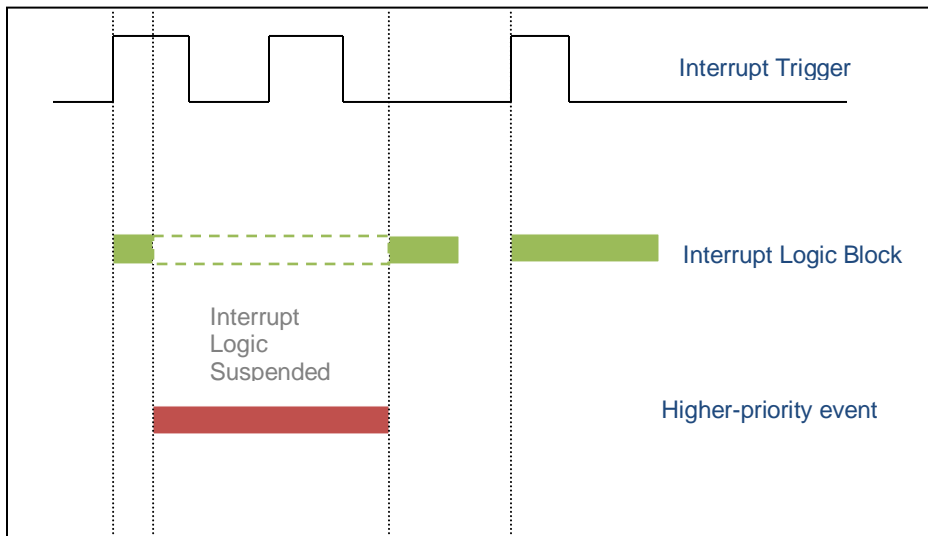 Interrupt Trigger
Interrupt Logic Block
Interrupt
Logic
Suspended
Higher-priority event